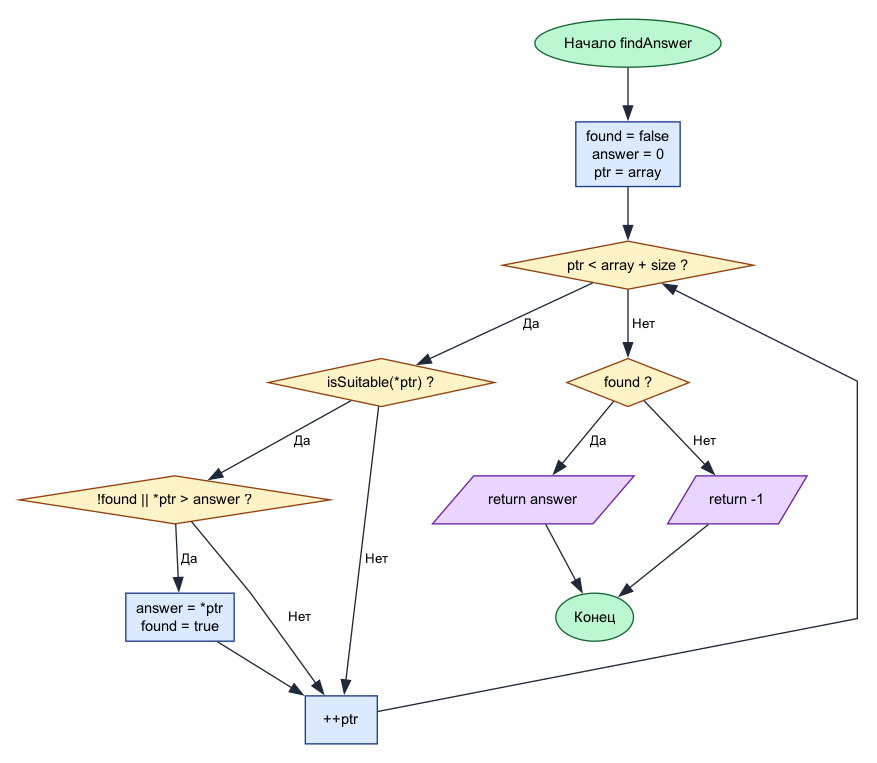 Начало findAnswer
found = false
answer = 0
ptr = array
ptr < array + size ?
Да
Нет
isSuitable(*ptr) ?
found ?
Да
Нет
Да
Нет
!found || *ptr > answer ?
return answer
return -1
Да
Нет
Нет
answer = *ptr
found = true
Конец
++ptr